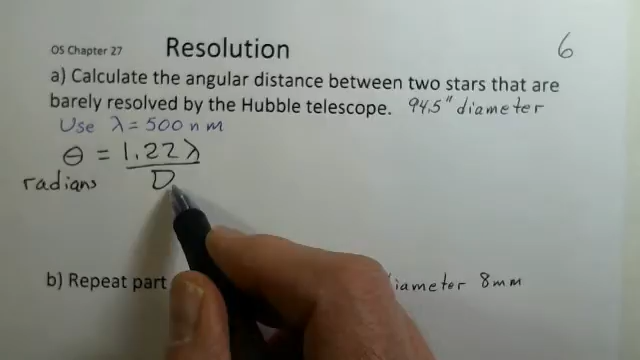 OS Chapter 27 Resolution 6
a) Calculate the angular distance between two stars that are
barely resolved by the Hubble telescope. 94.5" diameter
Use λ = 500 nm
θ = 1.22λ
radians D
b) Repeat part iameter 8mm